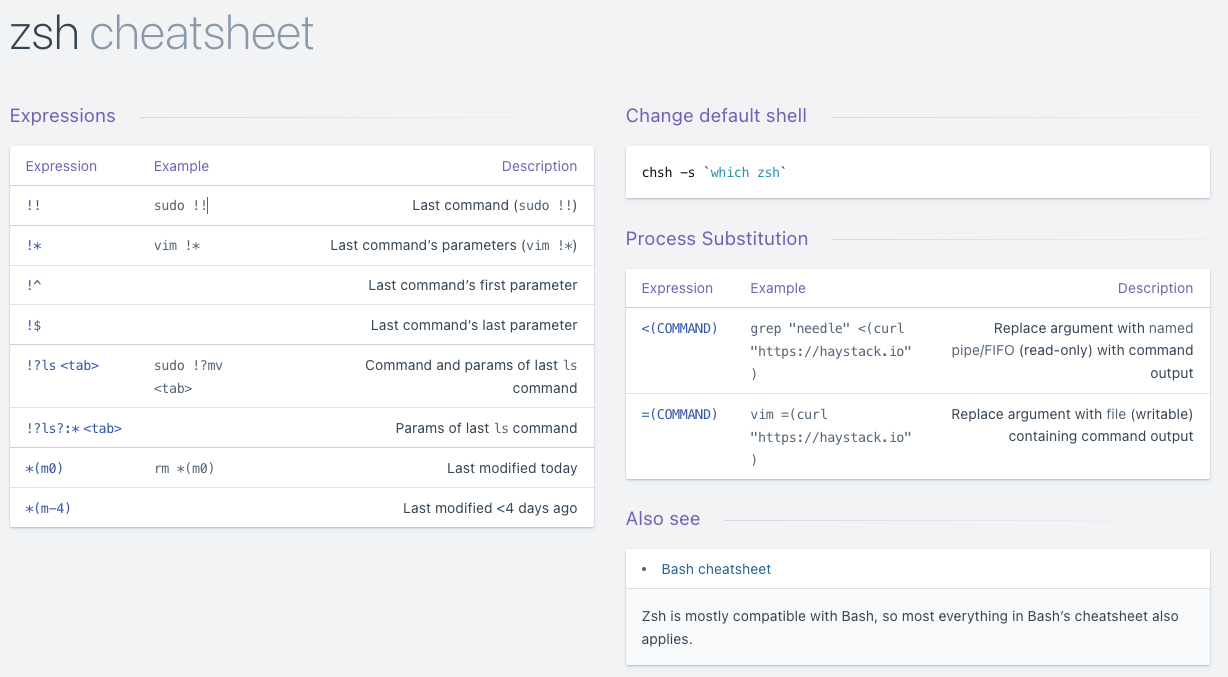 zsh cheatsheet
Expressions
Expression Example Description
!! sudo !! Last command (sudo !!)
!* vim !* Last command’s parameters (vim !*)
!^ Last command’s first parameter
!$ Last command’s last parameter
!?ls <tab> sudo !?mv Command and params of last ls
<tab> command
!?ls?:* <tab> Params of last ls command
*(m0) rm *(m0) Last modified today
*(m-4) Last modified <4 days ago
Change default shell
chsh -s `which zsh`
Process Substitution
Expression Example Description
<(COMMAND) grep "needle" <(curl Replace argument with named
"https://haystack.io" pipe/FIFO (read-only) with command
) output
=(COMMAND) vim =(curl Replace argument with file (writable)
"https://haystack.io" containing command output
)
Also see
• Bash cheatsheet
Zsh is mostly compatible with Bash, so most everything in Bash’s cheatsheet also
applies.